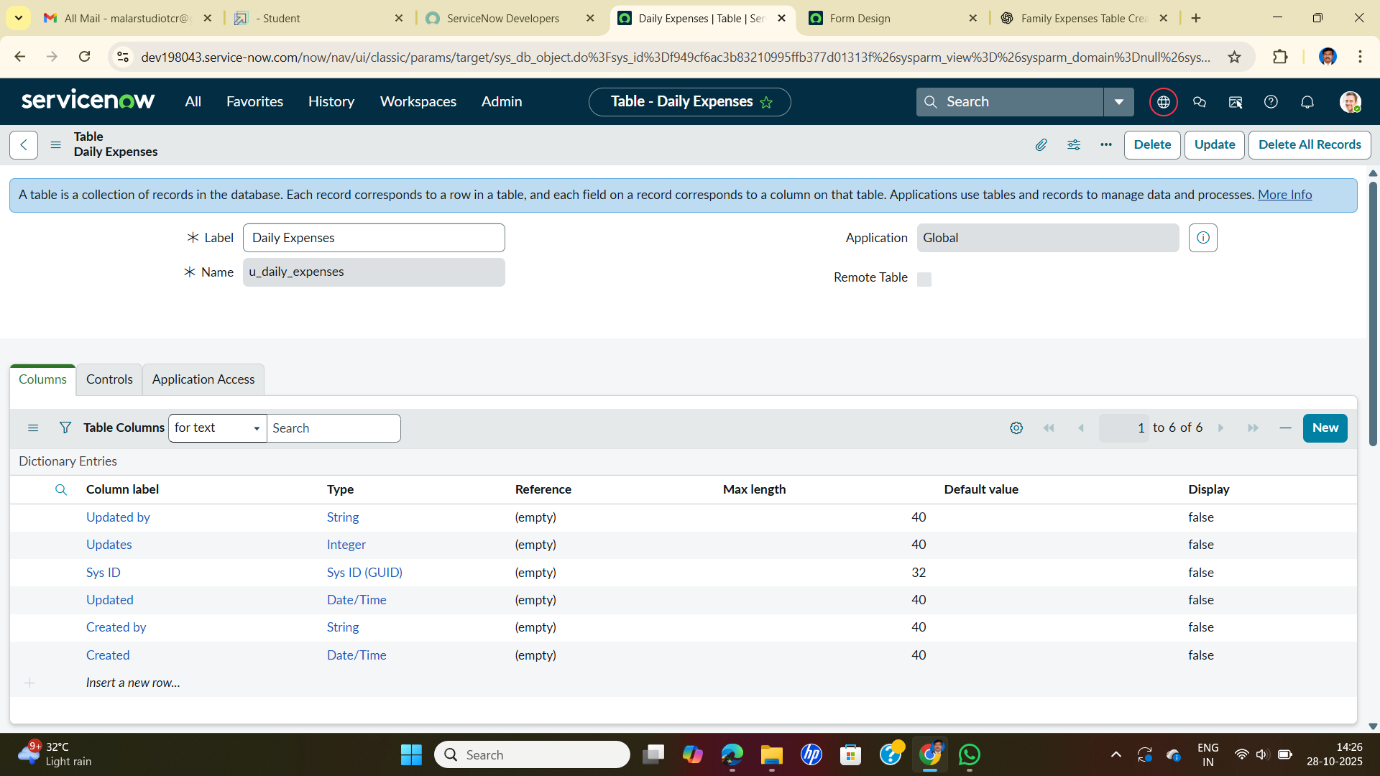 All Mail - malarstudiotcr@
- Student
ServiceNow Developers
Daily Expenses | Table | Ser
Form Design
Family Expenses Table Crea
dev198043.service-now.com/now/nav/ui/classic/params/target/sys_db_object.do%3Fsys_id%3Df949cf6ac3b83210995ffb377d01313f%26sysparm_view%3D%26sysparm_domain%3Dnull%26sys...
servicenow All Favorites History Workspaces Admin Table - Daily Expenses Search
Table
Daily Expenses
Delete Update Delete All Records
A table is a collection of records in the database. Each record corresponds to a row in a table, and each field on a record corresponds to a column on that table. Applications use tables and records to manage data and processes. More Info
Label Daily Expenses Application Global
Name u_daily_expenses Remote Table
Columns Controls Application Access
Table Columns for text Search 1 to 6 of 6 New
Dictionary Entries
Column label Type Reference Max length Default value Display
Updated by String (empty) 40 false
Updates Integer (empty) 40 false
Sys ID Sys ID (GUID) (empty) 32 false
Updated Date/Time (empty) 40 false
Created by String (empty) 40 false
Created Date/Time (empty) 40 false
Insert a new row...
9+ 32°C
Light rain
Search
ENG
IN
14:26
28-10-2025